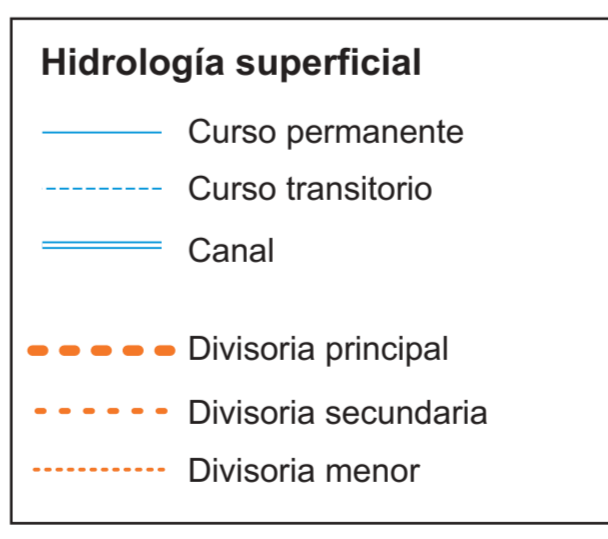 Hidrología superficial
Curso permanente
Curso transitorio
Canal
Divisoria principal
Divisoria secundaria
Divisoria menor